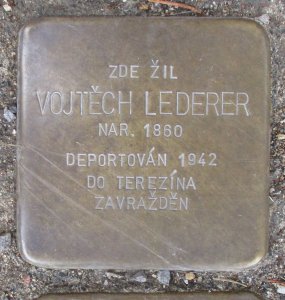 ZDE ŽIL
VOJTĚCH LEDERER
NAR. 1860
DEPORTOVÁN 1942
DO TEREZÍNA
ZAVRAŽDĚN